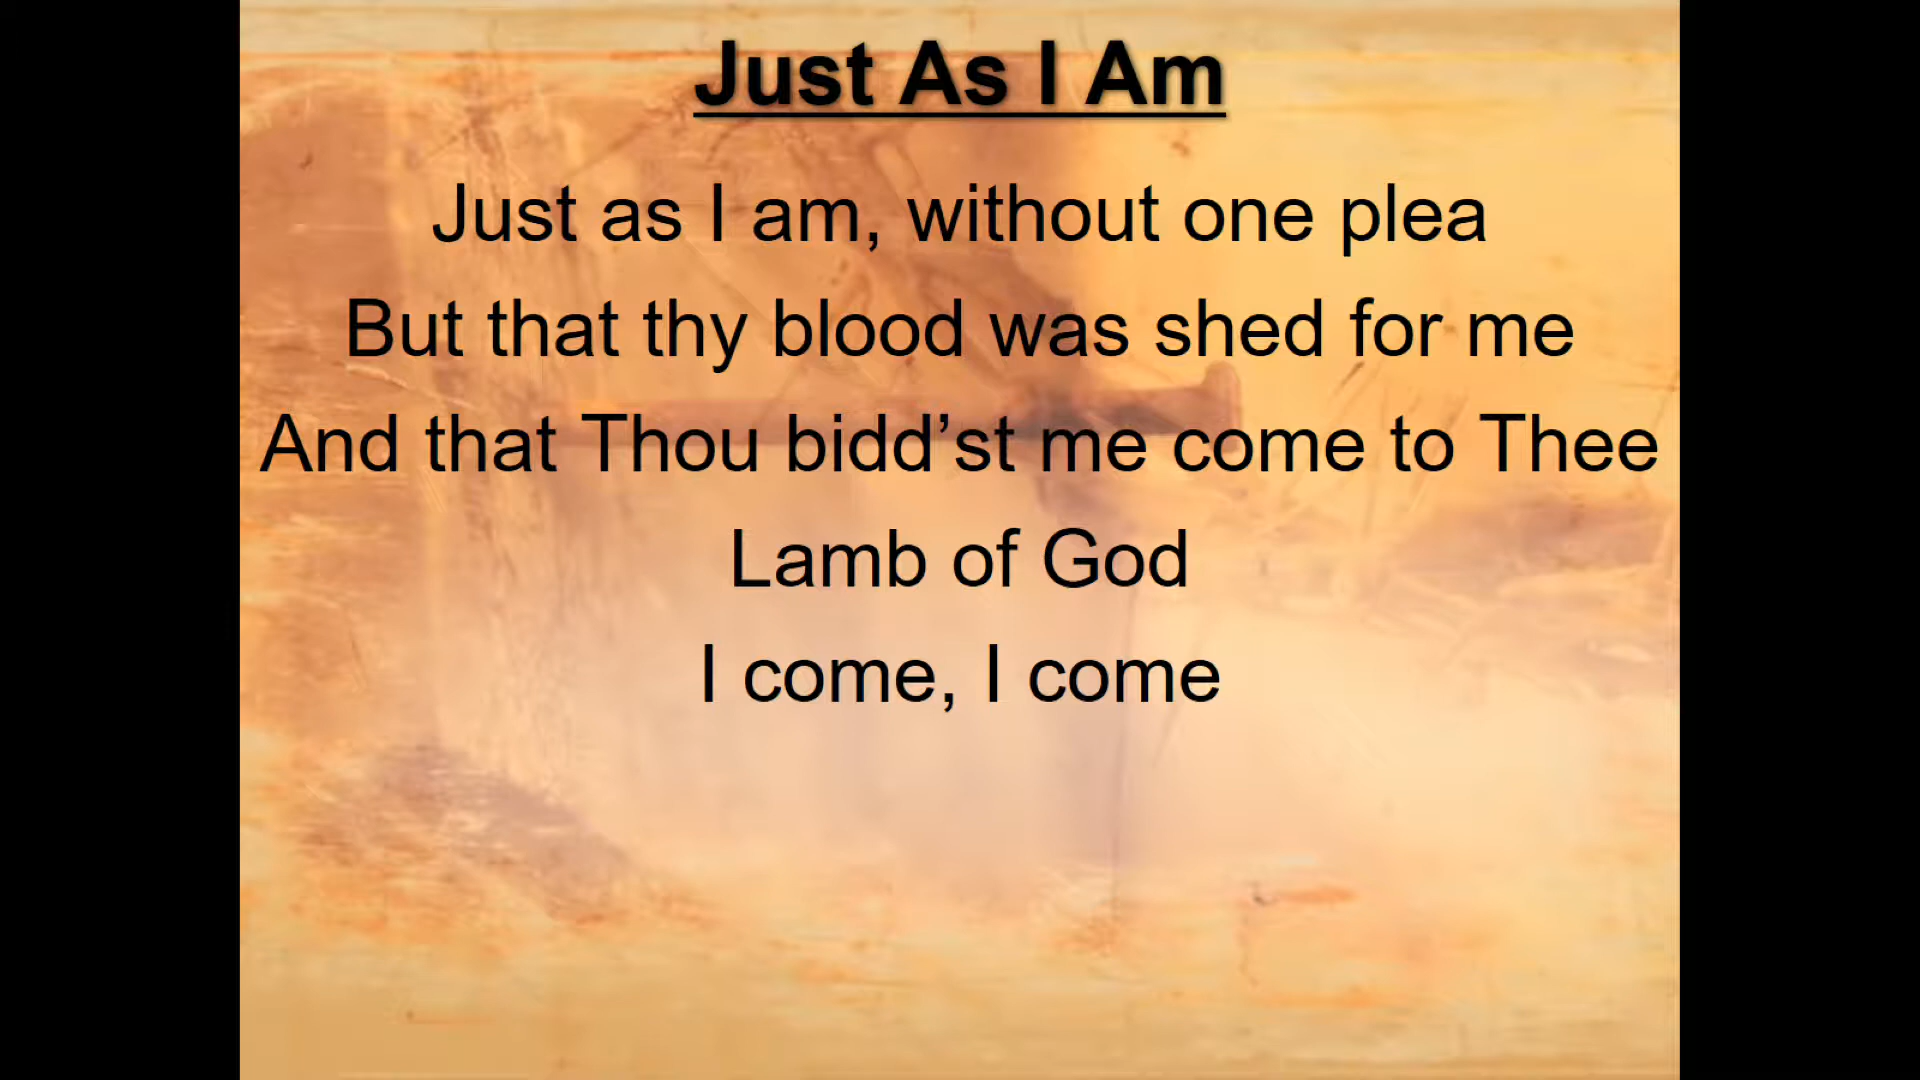 Just As I Am
Just as I am, without one plea
But that thy blood was shed for me
And that Thou bidd’st me come to Thee
Lamb of God
I come, I come